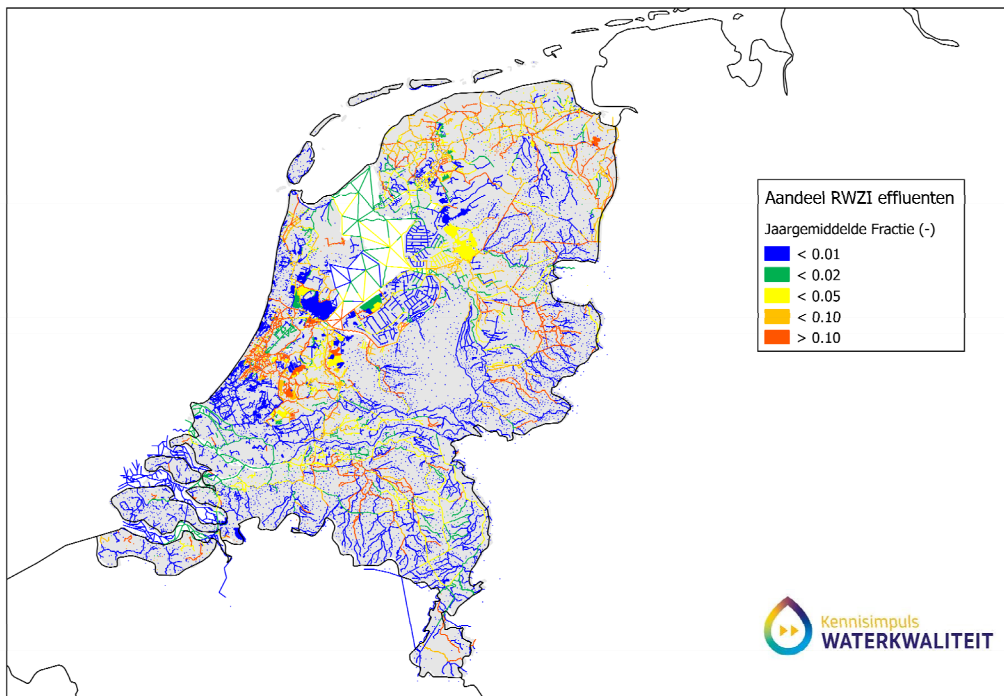 Aandeel RWZI effluenten
Jaargemiddelde Fractie (-)
< 0.01
< 0.02
< 0.05
< 0.10
> 0.10
Kennisimpuls
WATERKWALITEIT